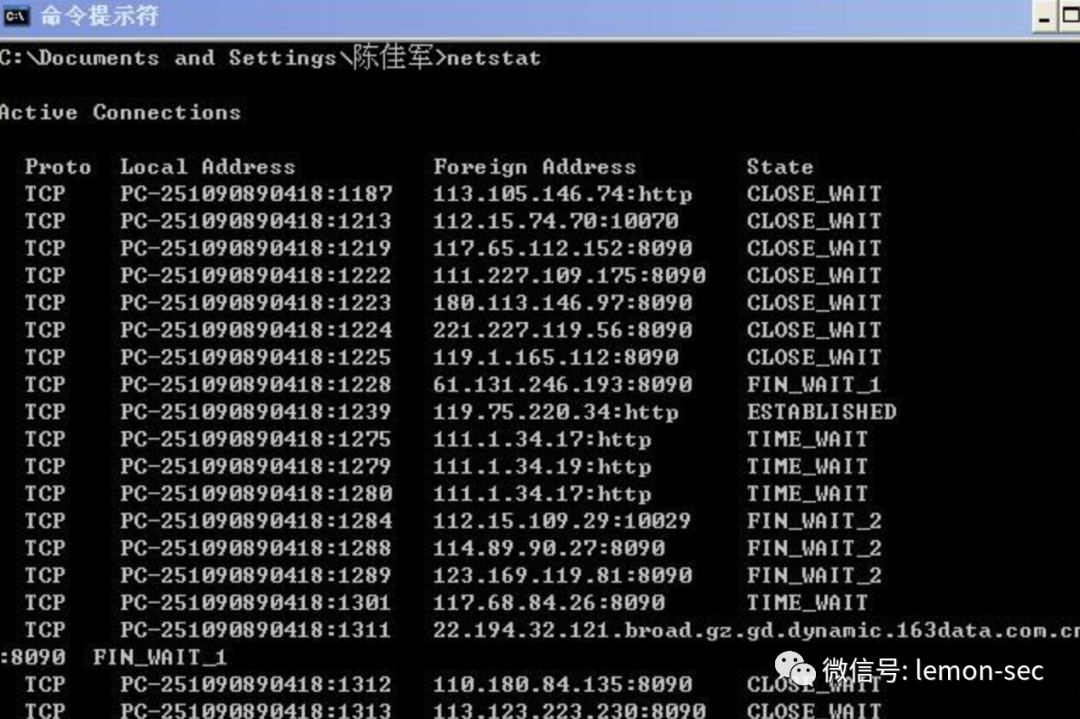 命令提示符
C:\Documents and Settings\陈佳军>netstat
Active Connections
Proto Local Address Foreign Address State
TCP PC-251090890418:1187 113.105.146.74:http CLOSE_WAIT
TCP PC-251090890418:1213 112.15.74.70:10070 CLOSE_WAIT
TCP PC-251090890418:1219 117.65.112.152:8090 CLOSE_WAIT
TCP PC-251090890418:1222 111.227.109.175:8090 CLOSE_WAIT
TCP PC-251090890418:1223 180.113.146.97:8090 CLOSE_WAIT
TCP PC-251090890418:1224 221.227.119.56:8090 CLOSE_WAIT
TCP PC-251090890418:1225 119.1.165.112:8090 CLOSE_WAIT
TCP PC-251090890418:1228 61.131.246.193:8090 FIN_WAIT_1
TCP PC-251090890418:1239 119.75.220.34:http ESTABLISHED
TCP PC-251090890418:1275 111.1.34.17:http TIME_WAIT
TCP PC-251090890418:1279 111.1.34.19:http TIME_WAIT
TCP PC-251090890418:1280 111.1.34.17:http TIME_WAIT
TCP PC-251090890418:1284 112.15.109.29:10029 FIN_WAIT_2
TCP PC-251090890418:1288 114.89.90.27:8090 FIN_WAIT_2
TCP PC-251090890418:1289 123.169.119.81:8090 FIN_WAIT_2
TCP PC-251090890418:1301 117.68.84.26:8090 TIME_WAIT
TCP PC-251090890418:1311 22.194.32.121.broad.gz.gd.dynamic.163data.com.cn
:8090 FIN_WAIT_1
微信号: lemon-sec
TCP PC-251090890418:1312 110.180.84.135:8090 CLOSE_WAIT
TCP PC-251090890418:1313 113.123.223.230:8090 CLOSE_WAIT